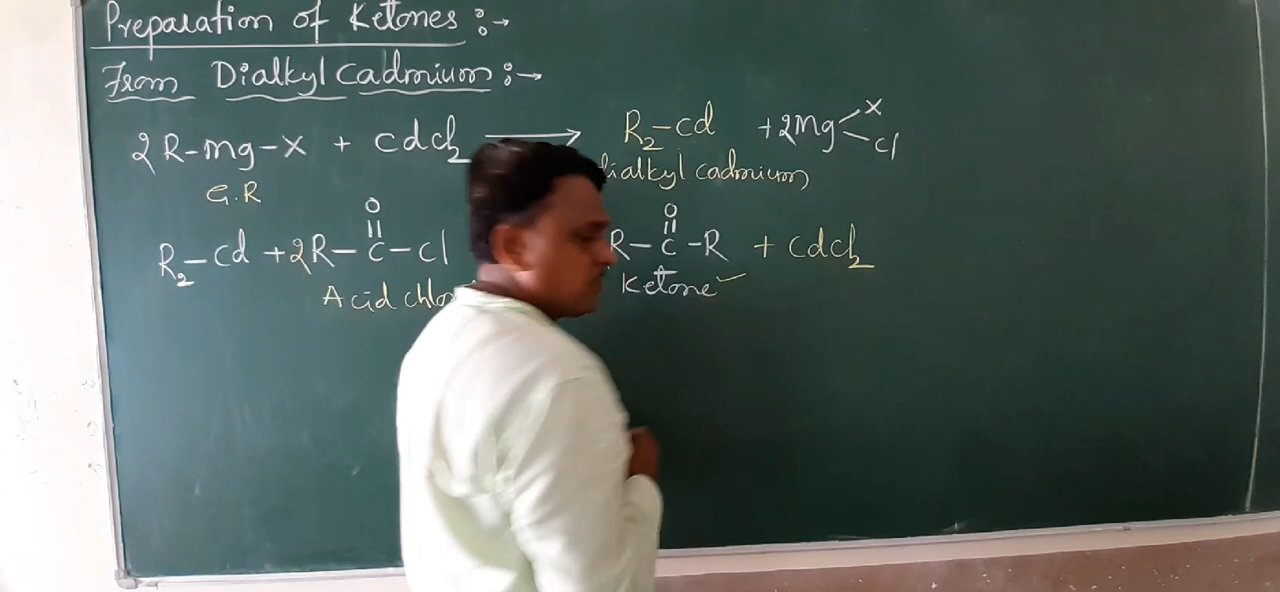 Preparation of Ketones :-→
From Dialkyl Cadmium :-→
2R-mg-X + cdcl2 → R2-cd + 2Mg<X Cl
G.R dialkyl cadmium
O O
|| ||
R2-cd + 2R-C-Cl R-C-R + cdcl2
Acid Ketone ✓